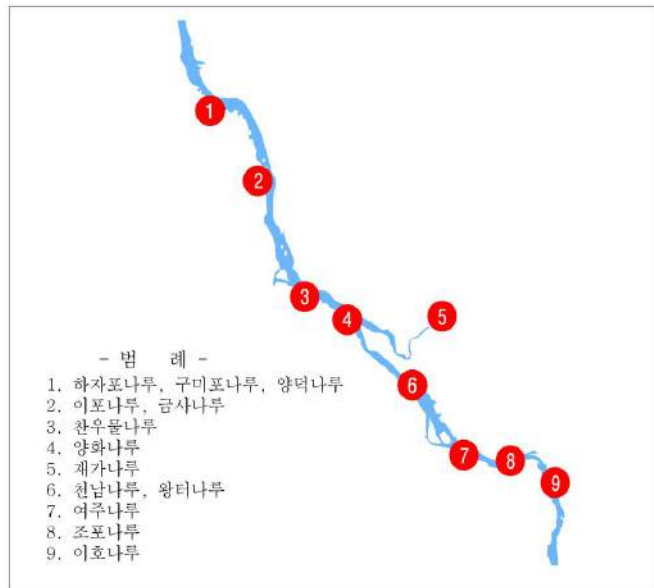 1
2
3
4
5
6
7
8
9
- 범 례 -
1. 하자포나루, 구미포나루, 양덕나루
2. 이포나루, 금사나루
3. 찬우물나루
4. 양화나루
5. 재가나루
6. 천남나루, 왕터나루
7. 여주나루
8. 조포나루
9. 이호나루